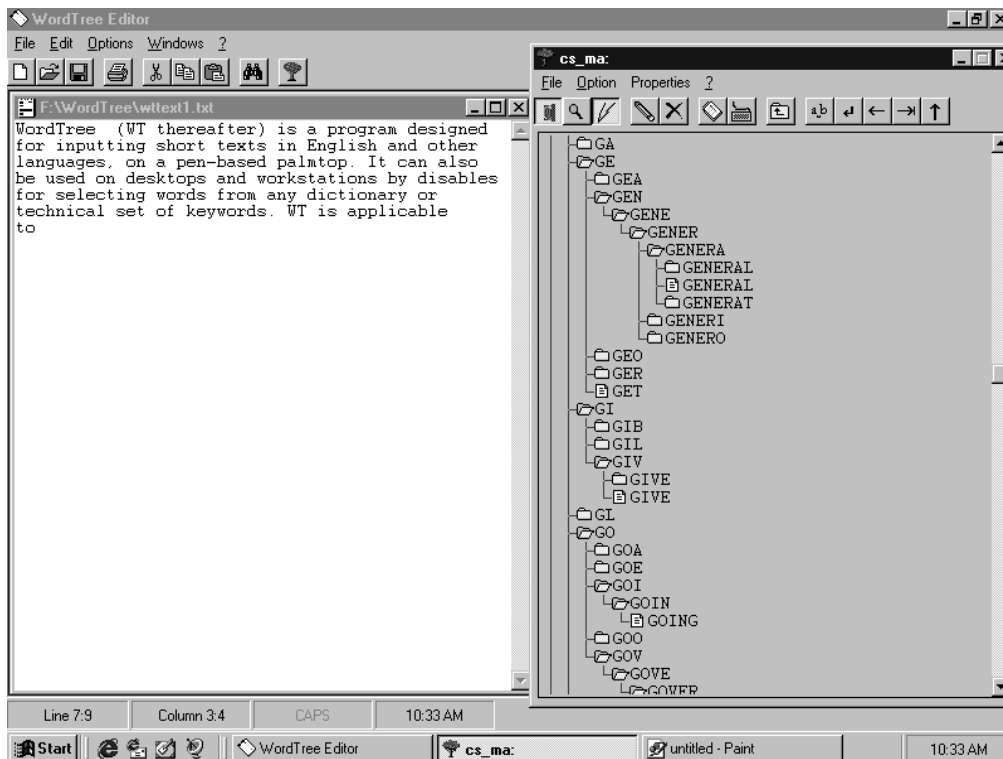 WordTree Editor
File Edit Options Windows ?
F:\WordTree\wttext1.txt
WordTree (WT thereafter) is a program designed
for inputting short texts in English and other
languages, on a pen-based palmtop. It can also
be used on desktops and workstations by disables
for selecting words from any dictionary or
technical set of keywords. WT is applicable
to
Line 7:9 Column 3:4 CAPS 10:33 AM
cs_ma:
File Option Properties ?
a,b
GA
GE
GEA
GEN
GENE
GENER
GENERA
GENERAL
GENERAL
GENERAT
GENERI
GENERO
GEO
GER
GET
GI
GIB
GIL
GIV
GIVE
GIVE
GL
GO
GOA
GOE
GOI
GOIN
GOING
GOO
GOV
GOVE
GOVER
Start WordTree Editor cs_ma: untitled - Paint 10:33 AM